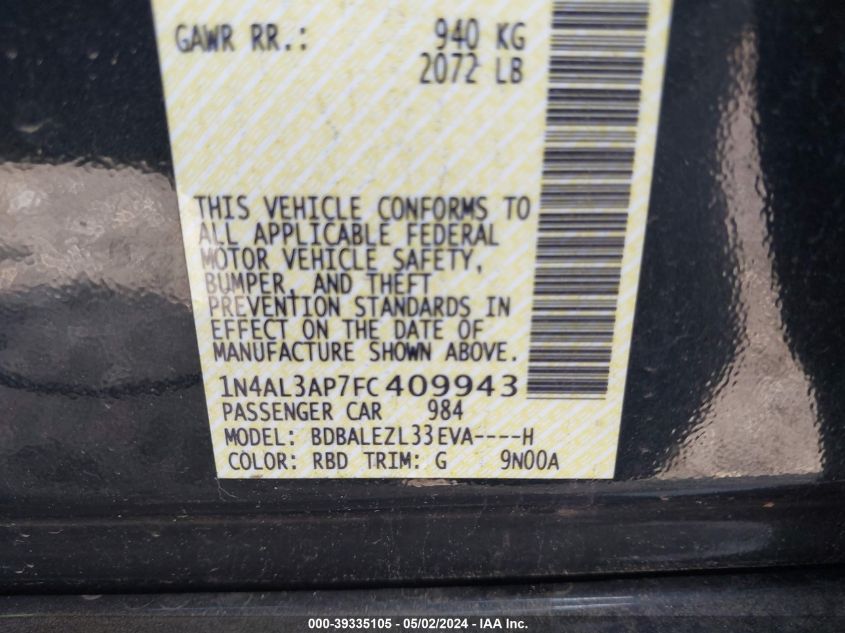 GAWR RR.: 940 KG
2072 LB
THIS VEHICLE CONFORMS TO
ALL APPLICABLE FEDERAL
MOTOR VEHICLE SAFETY,
BUMPER, AND THEFT
PREVENTION STANDARDS IN
EFFECT ON THE DATE OF
MANUFACTURE SHOWN ABOVE.
1N4AL3AP7FC409943
PASSENGER CAR 984
MODEL: BDBALEZL33EVA----H
COLOR: RBD TRIM: G 9N00A
000-39335105 - 05/02/2024 - IAA Inc.